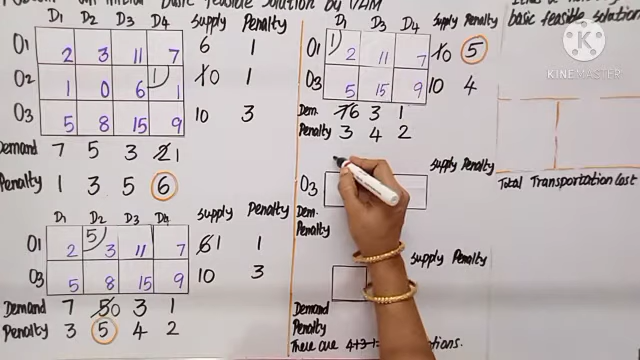 basic feasible solution by VAM
D1 D2 D3 D4 Supply Penalty
O1 2 3 11 7 6 1
O2 1 0 6 1 1 10 1
O3 5 8 15 9 10 3
Demand 7 5 3 2 1
Penalty 1 3 5 6
D1 D2 D3 D4 Supply Penalty
O1 2 5 3 11 7 6 1 1
O3 5 8 15 9 10 3
Demand 7 5 0 3 1
Penalty 3 5 4 2
D1 D3 D4 Supply Penalty
O1 1 2 11 7 1 0 5
O3 5 15 9 10 4
Dem. 7 6 3 1
Penalty 3 4 2
Supply Penalty
O3
Dem.
Penalty
Supply Penalty
Demand
Penalty
There are 4+3-1=
basic feasible solution
KINEMASTER
Total Transportation Cost